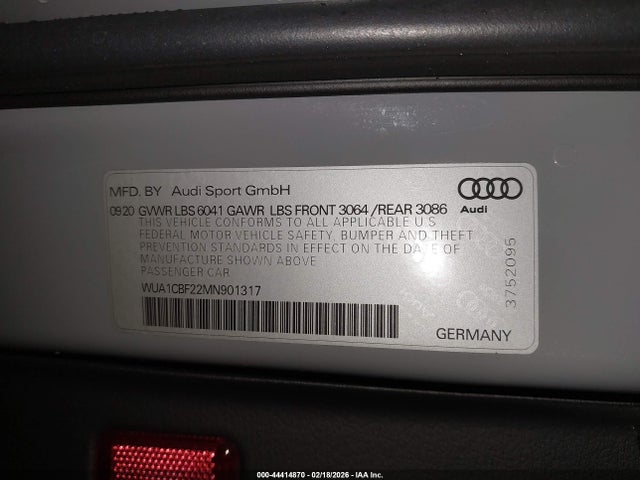 MFD. BY Audi Sport GmbH
Audi
09 20 GVWR LBS 6041 GAWR LBS FRONT 3064 / REAR 3086
THIS VEHICLE CONFORMS TO ALL APPLICABLE U.S.
FEDERAL MOTOR VEHICLE SAFETY, BUMPER AND THEFT
PREVENTION STANDARDS IN EFFECT ON THE DATE OF
MANUFACTURE SHOWN ABOVE
PASSENGER CAR
WUA1CBF22MN901317
3752095
GERMANY
000-44414870 - 02/18/2026 - IAA Inc.